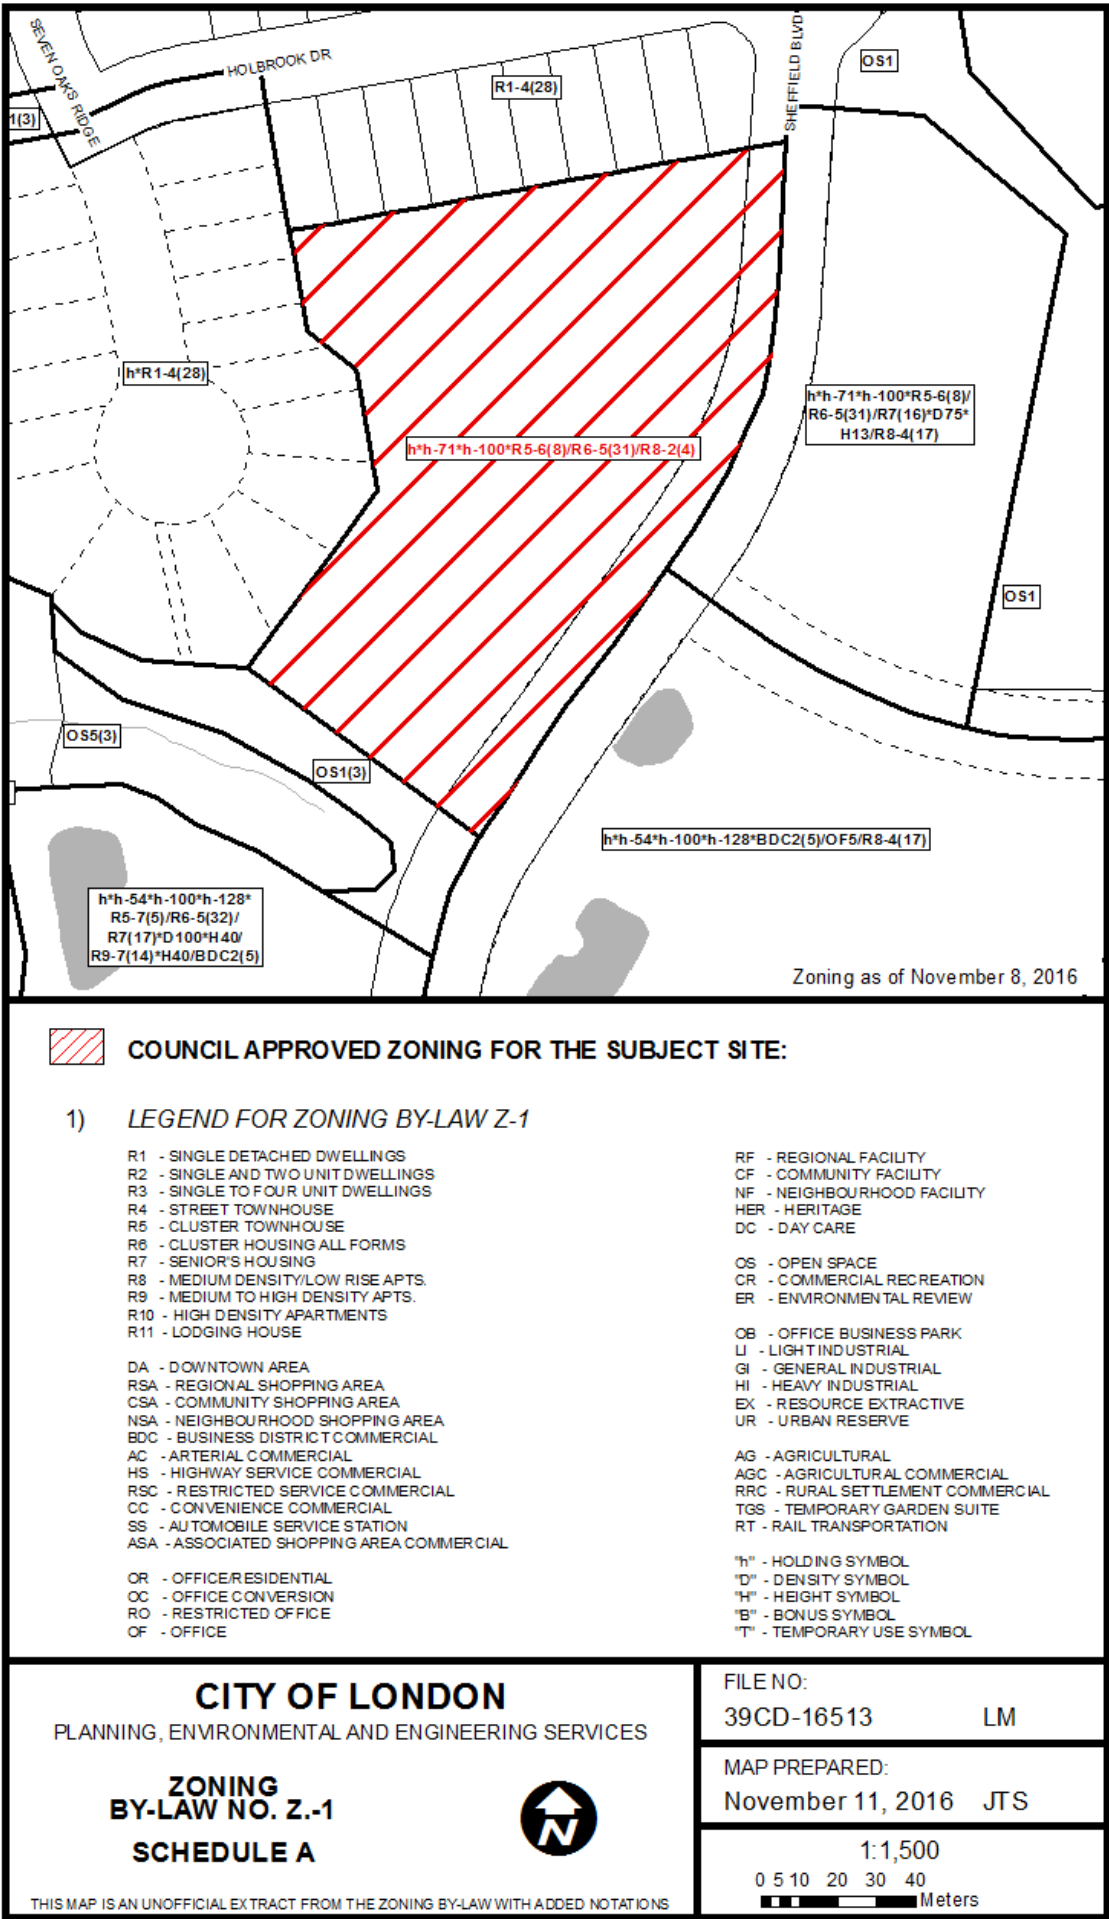 SEVEN OAKS RIDGE
HOLBROOK DR
SHEFFIELD BLVD
OS1
R1-4(28)
1(3)
h*R1-4(28)
h*h-71*h-100*R5-6(8)/
R6-5(31)/R7(16)*D75*
H13/R8-4(17)
h*h-71*h-100*R5-6(8)/R6-5(31)/R8-2(4)
OS1
OS5(3)
OS1(3)
h*h-54*h-100*h-128*BDC2(5)/OF5/R8-4(17)
h*h-54*h-100*h-128*
R5-7(5)/R6-5(32)/
R7(17)*D100*H40/
R9-7(14)*H40/BDC2(5)
Zoning as of November 8, 2016
COUNCIL APPROVED ZONING FOR THE SUBJECT SITE:
1) LEGEND FOR ZONING BY-LAW Z-1
R1 - SINGLE DETACHED DWELLINGS
R2 - SINGLE AND TWO UNIT DWELLINGS
R3 - SINGLE TO FOUR UNIT DWELLINGS
R4 - STREET TOWNHOUSE
R5 - CLUSTER TOWNHOUSE
R6 - CLUSTER HOUSING ALL FORMS
R7 - SENIOR'S HOUSING
R8 - MEDIUM DENSITY/LOW RISE APTS.
R9 - MEDIUM TO HIGH DENSITY APTS.
R10 - HIGH DENSITY APARTMENTS
R11 - LODGING HOUSE
DA - DOWNTOWN AREA
RSA - REGIONAL SHOPPING AREA
CSA - COMMUNITY SHOPPING AREA
NSA - NEIGHBOURHOOD SHOPPING AREA
BDC - BUSINESS DISTRICT COMMERCIAL
AC - ARTERIAL COMMERCIAL
HS - HIGHWAY SERVICE COMMERCIAL
RSC - RESTRICTED SERVICE COMMERCIAL
CC - CONVENIENCE COMMERCIAL
SS - AUTOMOBILE SERVICE STATION
ASA - ASSOCIATED SHOPPING AREA COMMERCIAL
OR - OFFICE/RESIDENTIAL
OC - OFFICE CONVERSION
RO - RESTRICTED OFFICE
OF - OFFICE
RF - REGIONAL FACILITY
CF - COMMUNITY FACILITY
NF - NEIGHBOURHOOD FACILITY
HER - HERITAGE
DC - DAY CARE
OS - OPEN SPACE
CR - COMMERCIAL RECREATION
ER - ENVIRONMENTAL REVIEW
OB - OFFICE BUSINESS PARK
LI - LIGHT INDUSTRIAL
GI - GENERAL INDUSTRIAL
HI - HEAVY INDUSTRIAL
EX - RESOURCE EXTRACTIVE
UR - URBAN RESERVE
AG - AGRICULTURAL
AGC - AGRICULTURAL COMMERCIAL
RRC - RURAL SETTLEMENT COMMERCIAL
TGS - TEMPORARY GARDEN SUITE
RT - RAIL TRANSPORTATION
"h" - HOLDING SYMBOL
"D" - DENSITY SYMBOL
"H" - HEIGHT SYMBOL
"B" - BONUS SYMBOL
"T" - TEMPORARY USE SYMBOL
CITY OF LONDON
PLANNING, ENVIRONMENTAL AND ENGINEERING SERVICES
ZONING
BY-LAW NO. Z.-1
SCHEDULE A
N
THIS MAP IS AN UNOFFICIAL EXTRACT FROM THE ZONING BY-LAW WITH ADDED NOTATIONS
FILE NO:
39CD-16513 LM
MAP PREPARED:
November 11, 2016 JTS
1:1,500
0 5 10 20 30 40
Meters